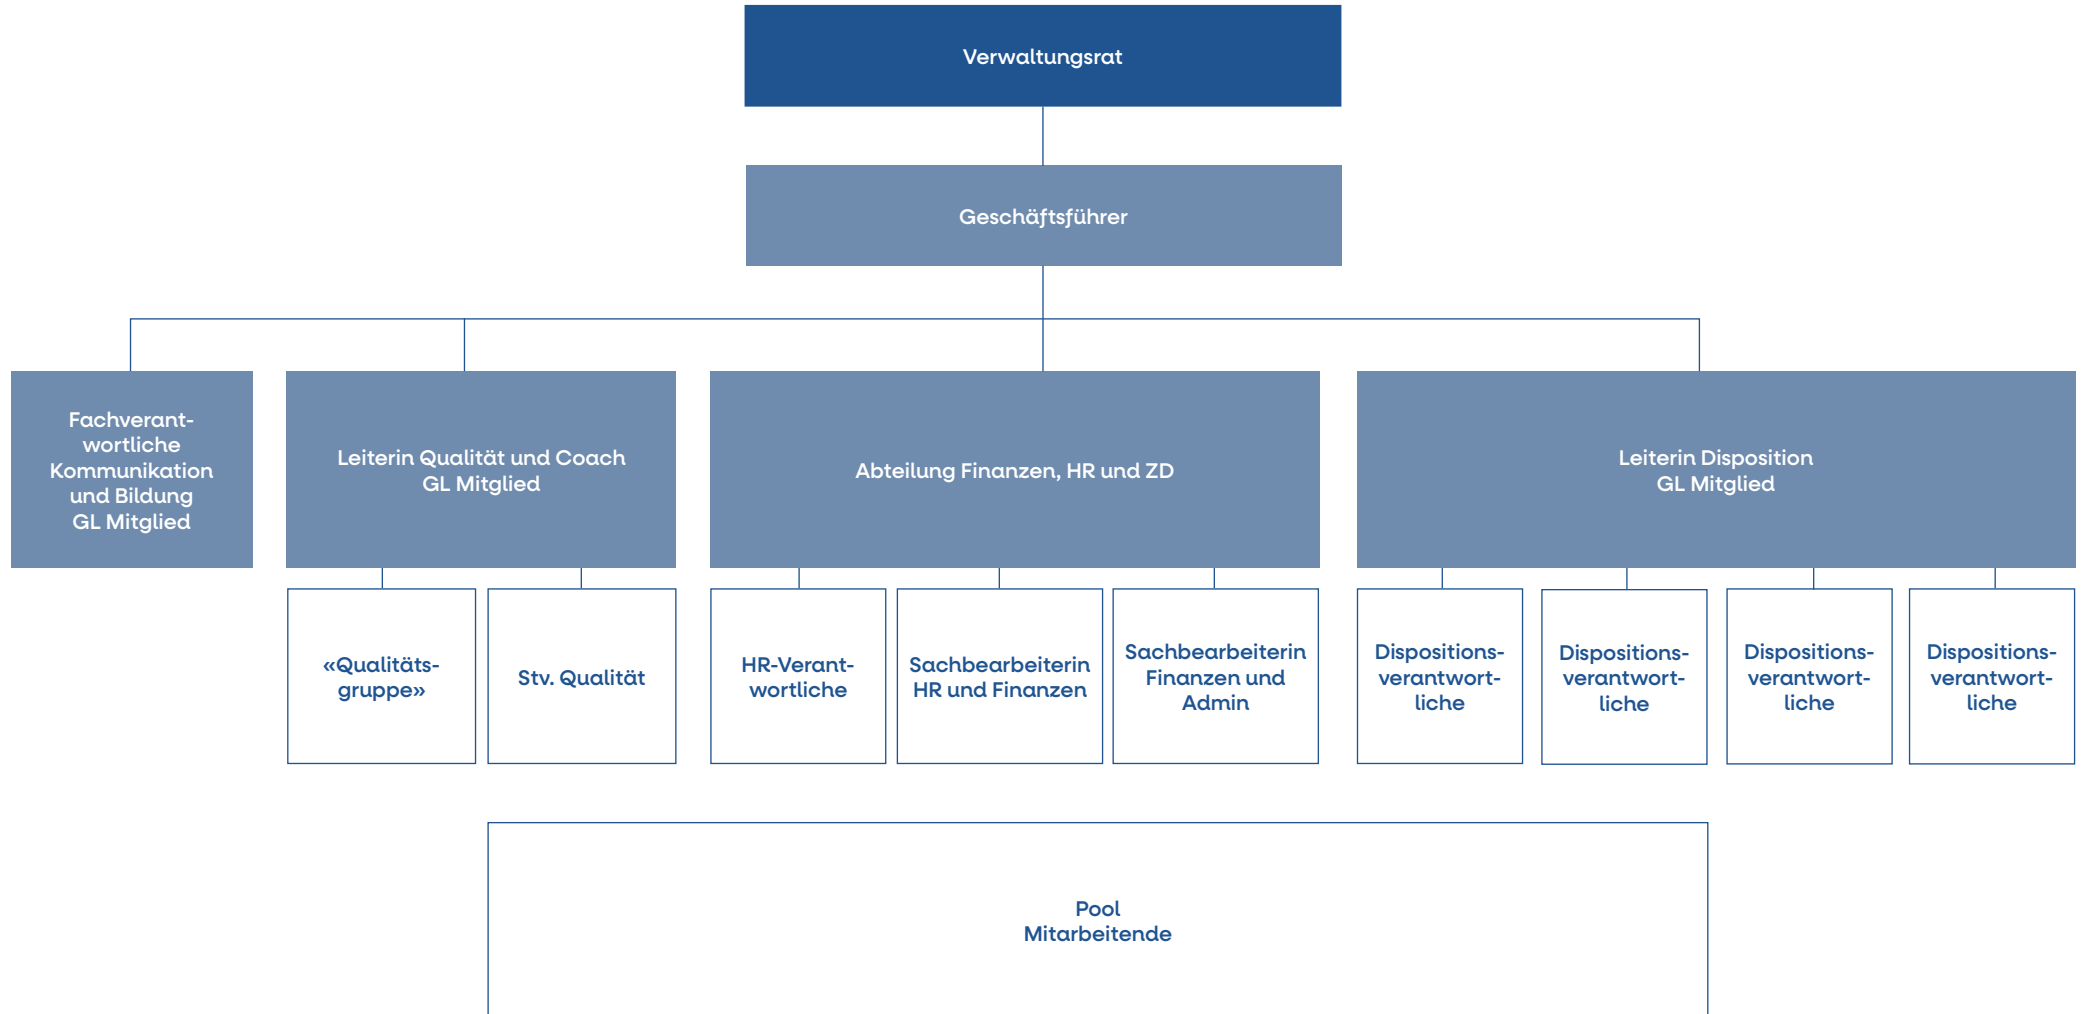 Verwaltungsrat
Geschäftsführer
Fachverant-
wortliche
Kommunikation
und Bildung
GL Mitglied
Leiterin Qualität und Coach
GL Mitglied
Abteilung Finanzen, HR und ZD
Leiterin Disposition
GL Mitglied
«Qualitäts-
gruppe»
Stv. Qualität
HR-Verant-
wortliche
Sachbearbeiterin
HR und Finanzen
Sachbearbeiterin
Finanzen und
Admin
Dispositions-
verantwort-
liche
Dispositions-
verantwort-
liche
Dispositions-
verantwort-
liche
Dispositions-
verantwort-
liche
Pool
Mitarbeitende